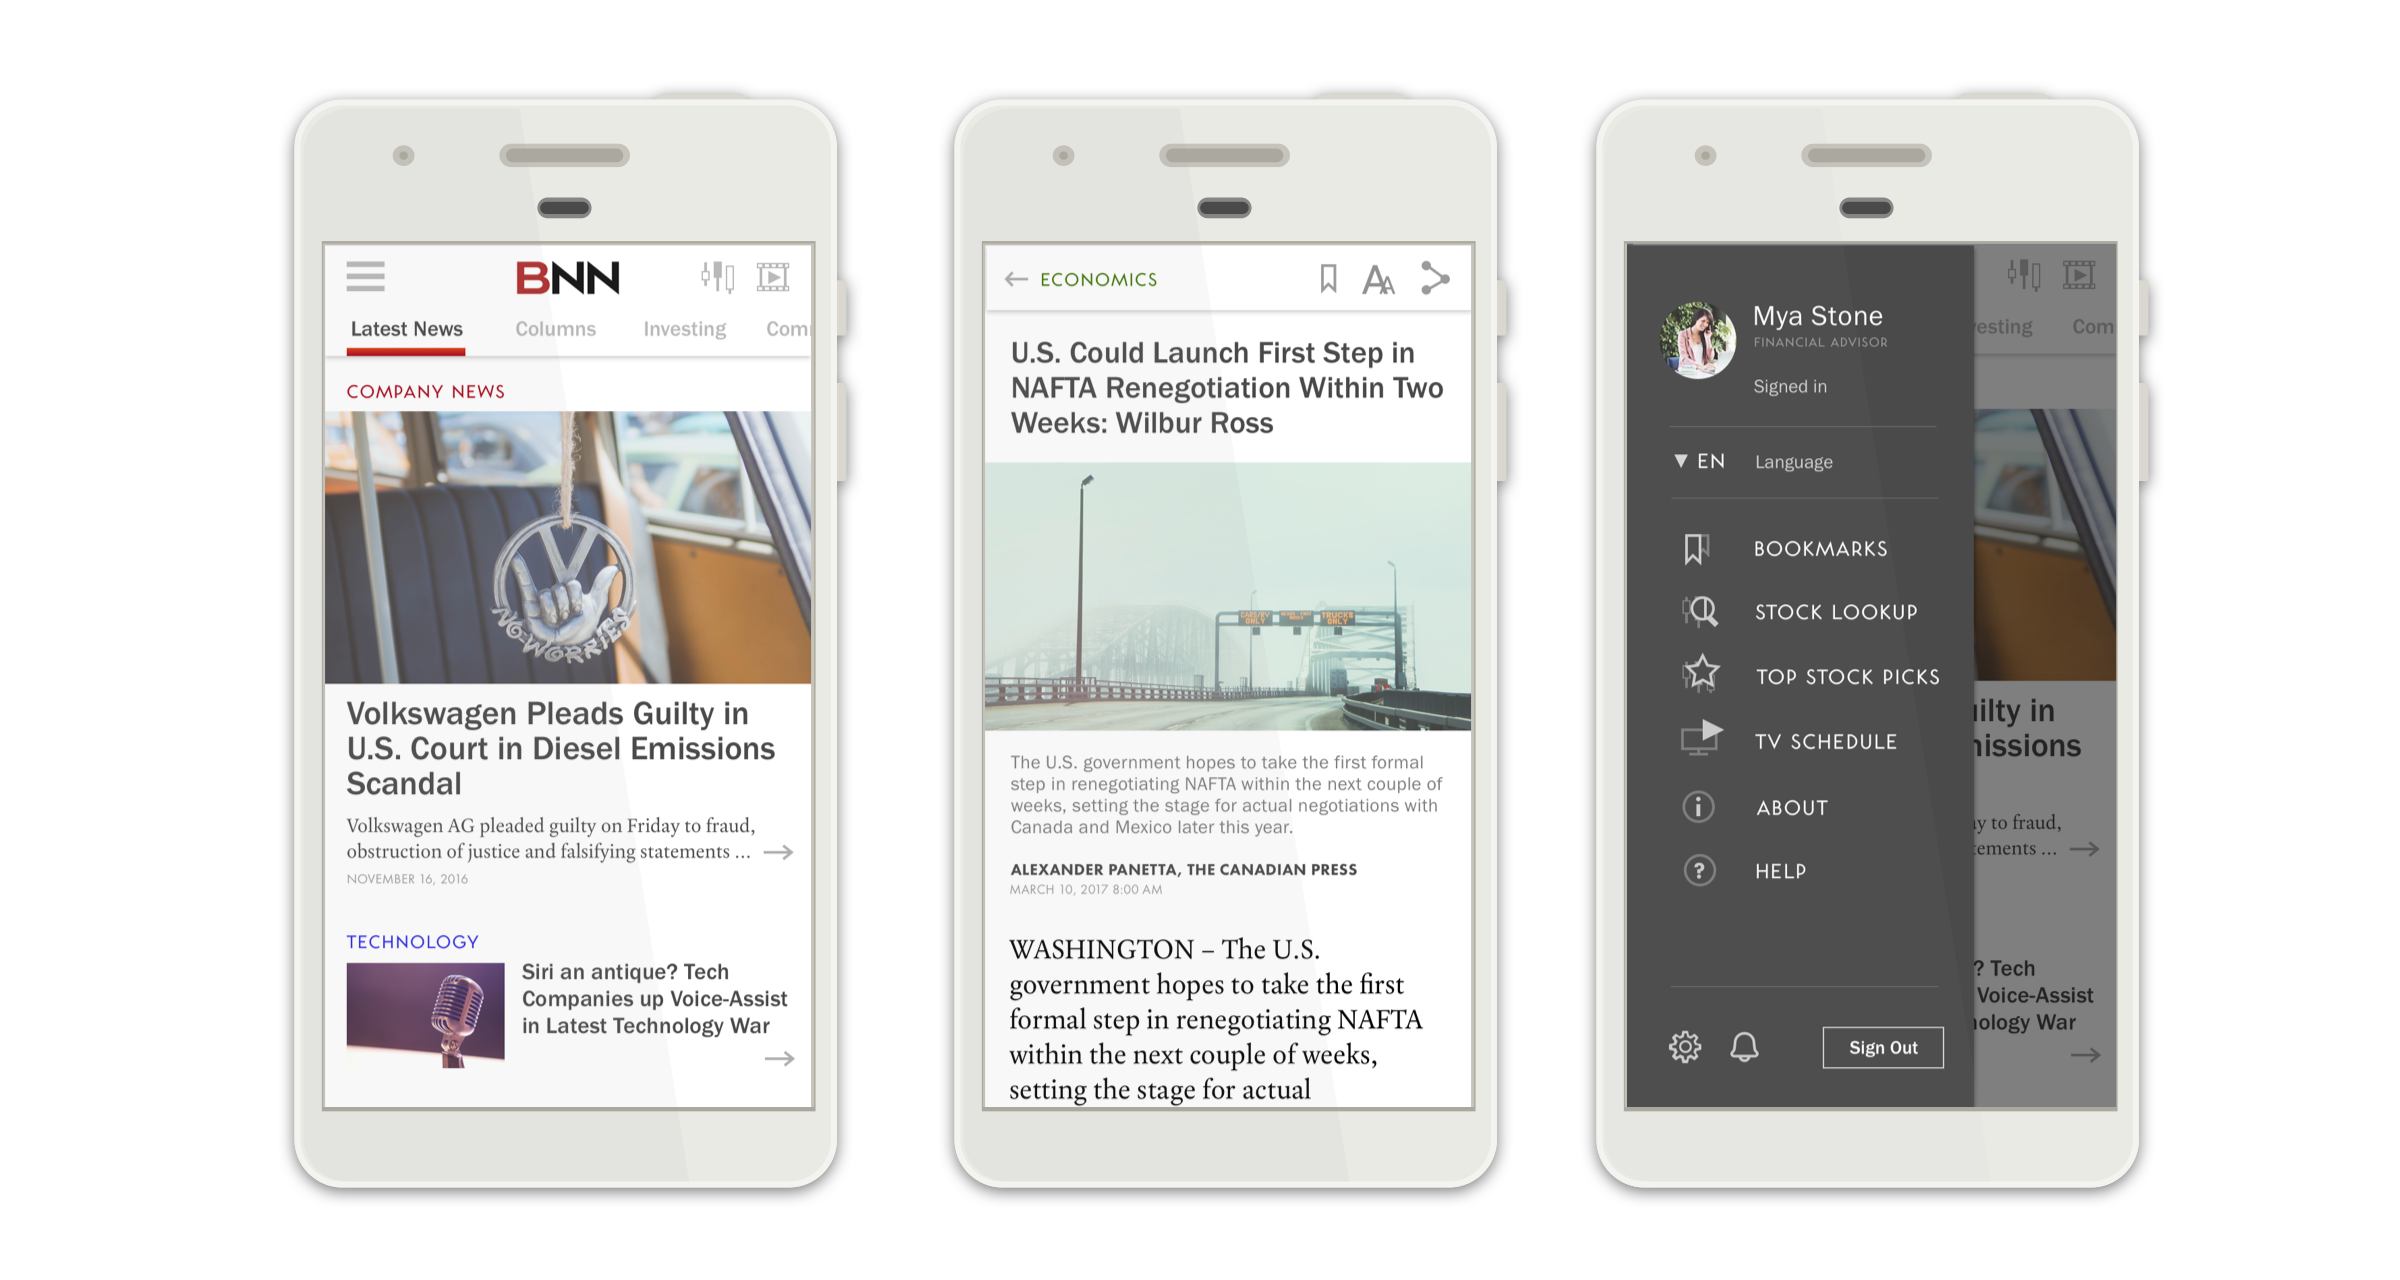 BNN
Latest News Columns Investing Com
COMPANY NEWS
NO WORRIES
Volkswagen Pleads Guilty in
U.S. Court in Diesel Emissions
Scandal
Volkswagen AG pleaded guilty on Friday to fraud,
obstruction of justice and falsifying statements ...
NOVEMBER 16, 2016
TECHNOLOGY
Siri an antique? Tech
Companies up Voice-Assist
in Latest Technology War
ECONOMICS
AA
U.S. Could Launch First Step in
NAFTA Renegotiation Within Two
Weeks: Wilbur Ross
CARS/RV
ONLY
TRUCKS
ONLY
The U.S. government hopes to take the first formal
step in renegotiating NAFTA within the next couple of
weeks, setting the stage for actual negotiations with
Canada and Mexico later this year.
ALEXANDER PANETTA, THE CANADIAN PRESS
MARCH 10, 2017 8:00 AM
WASHINGTON – The U.S.
government hopes to take the first
formal step in renegotiating NAFTA
within the next couple of weeks,
setting the stage for actual
Mya Stone
FINANCIAL ADVISOR
Signed in
▼ EN Language
BOOKMARKS
STOCK LOOKUP
TOP STOCK PICKS
TV SCHEDULE
ABOUT
HELP
Sign Out
esting Com
ilty in
issions
y to fraud,
tements ...
? Tech
Voice-Assist
ology War